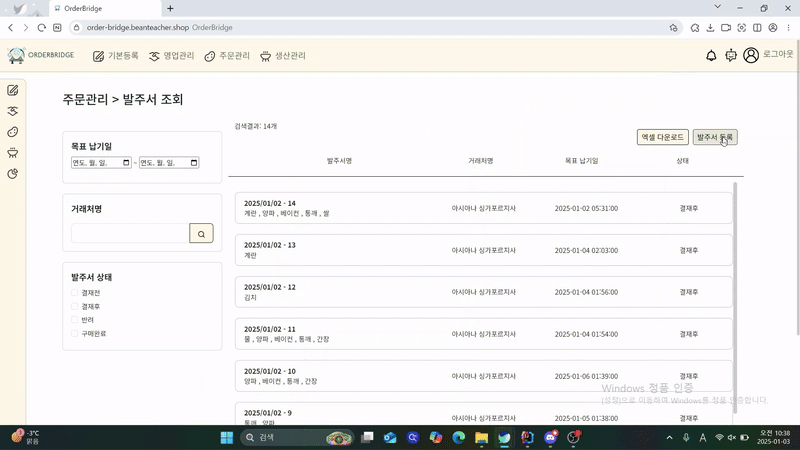 OrderBridge
order-bridge.beanteacher.shop OrderBridge
ORDERBRIDGE 기본등록 영업관리 주문관리 생산관리 로그아웃
주문관리 > 발주서 조회
검색결과: 14개
엑셀 다운로드 발주서 등록
목표 납기일
연도. 월. 일. - 연도. 월. 일.
거래처명
발주서 상태
결재전
결재후
반려
구매완료
발주서명 거래처명 목표 납기일 상태
2025/01/02 - 14
계란 , 양파 , 베이컨 , 통깨 , 쌀
아시아나 싱가포르지사 2025-01-02 05:31:00 결재후
2025/01/02 - 13
계란
아시아나 싱가포르지사 2025-01-04 02:03:00 결재후
2025/01/02 - 12
김치
아시아나 싱가포르지사 2025-01-04 01:56:00 결재후
2025/01/02 - 11
물 , 양파 , 베이컨 , 통깨 , 간장
아시아나 싱가포르지사 2025-01-04 01:54:00 결재후
2025/01/02 - 10
양파 , 베이컨 , 통깨 , 간장
아시아나 싱가포르지사 2025-01-06 01:39:00 결재후
2025/01/02 - 9
통깨 , 양파
아시아나 싱가포르지사 2025-01-05 01:38:00 결재후
Windows 정품 인증
[설정]으로 이동하여 Windows를 정품 인증합니다.
-3°C
맑음
검색
A
오전 10:38
2025-01-03